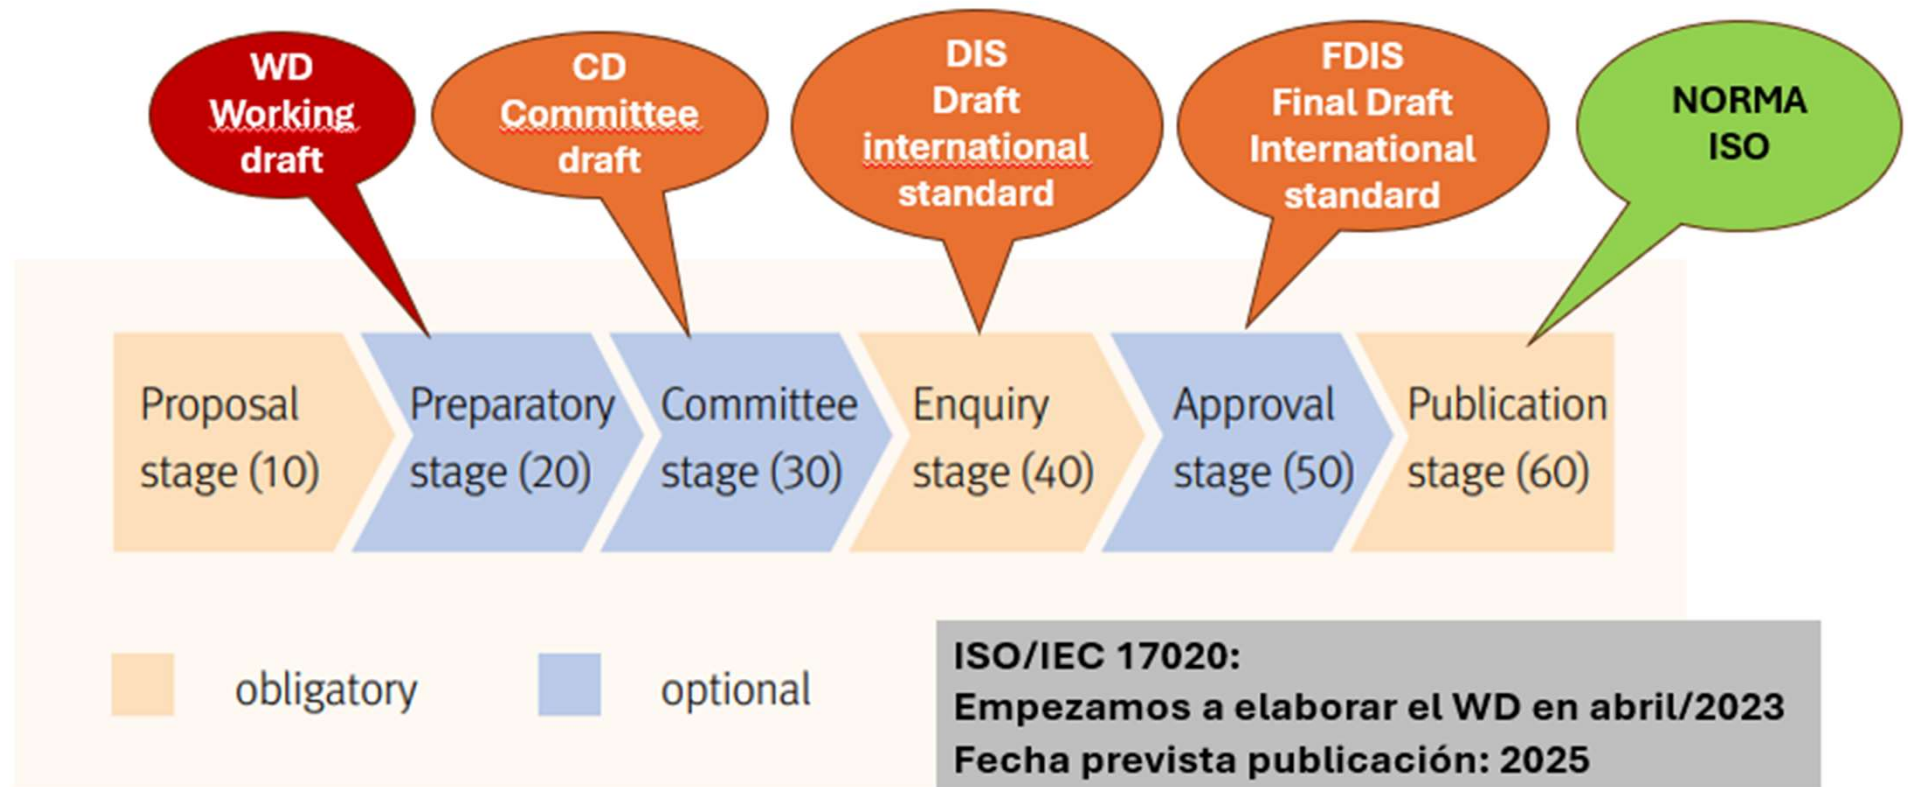 WD
Working
draft
CD
Committee
draft
DIS
Draft
international
standard
FDIS
Final Draft
International
standard
NORMA
ISO
Proposal
stage (10)
Preparatory
stage (20)
Committee
stage (30)
Enquiry
stage (40)
Approval
stage (50)
Publication
stage (60)
obligatory
optional
ISO/IEC 17020:
Empezamos a elaborar el WD en abril/2023
Fecha prevista publicación: 2025